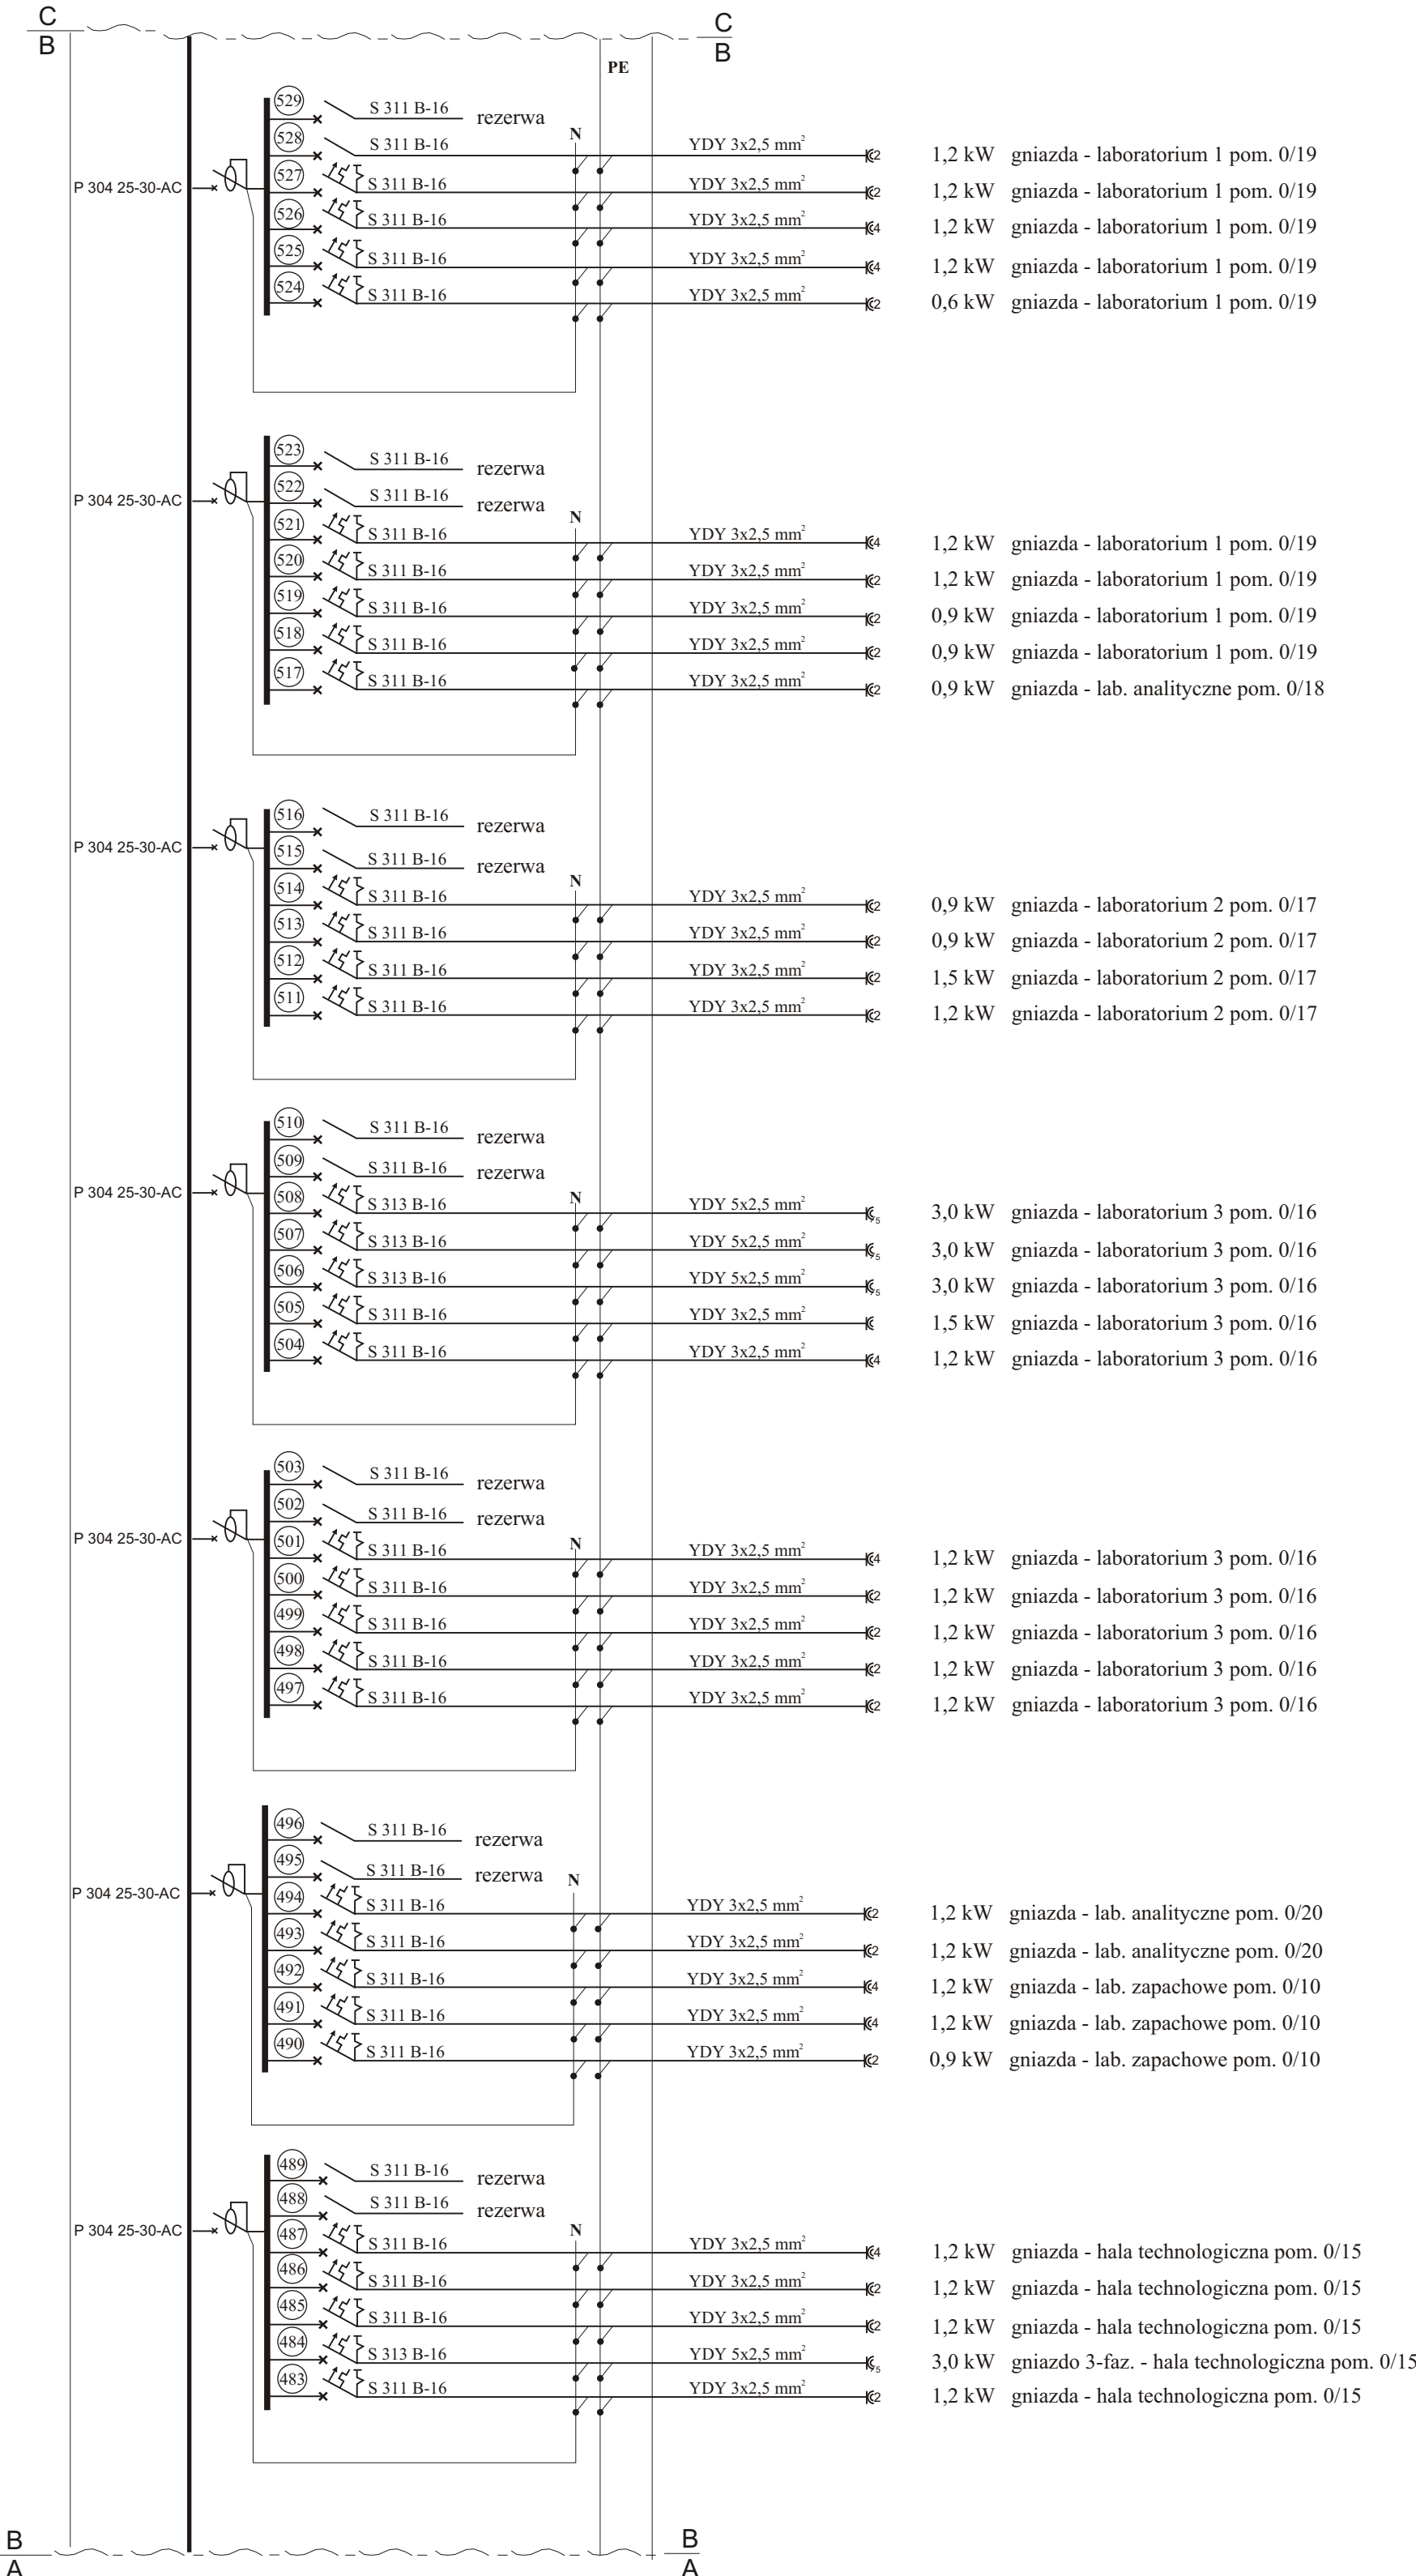 C C
B B
PE
529 S 311 B-16 rezerwa
N
528 S 311 B-16 YDY 3x2,5 mm² 2 1,2 kW gniazda - laboratorium 1 pom. 0/19
P 304 25-30-AC
527 S 311 B-16 YDY 3x2,5 mm² 2 1,2 kW gniazda - laboratorium 1 pom. 0/19
526 S 311 B-16 YDY 3x2,5 mm² 4 1,2 kW gniazda - laboratorium 1 pom. 0/19
525 S 311 B-16 YDY 3x2,5 mm² 4 1,2 kW gniazda - laboratorium 1 pom. 0/19
524 S 311 B-16 YDY 3x2,5 mm² 2 0,6 kW gniazda - laboratorium 1 pom. 0/19
523 S 311 B-16 rezerwa
522 S 311 B-16 rezerwa
P 304 25-30-AC
N
521 S 311 B-16 YDY 3x2,5 mm² 4 1,2 kW gniazda - laboratorium 1 pom. 0/19
520 S 311 B-16 YDY 3x2,5 mm² 2 1,2 kW gniazda - laboratorium 1 pom. 0/19
519 S 311 B-16 YDY 3x2,5 mm² 2 0,9 kW gniazda - laboratorium 1 pom. 0/19
518 S 311 B-16 YDY 3x2,5 mm² 2 0,9 kW gniazda - laboratorium 1 pom. 0/19
517 S 311 B-16 YDY 3x2,5 mm² 2 0,9 kW gniazda - lab. analityczne pom. 0/18
516 S 311 B-16 rezerwa
P 304 25-30-AC
515 S 311 B-16 rezerwa
N
514 S 311 B-16 YDY 3x2,5 mm² 2 0,9 kW gniazda - laboratorium 2 pom. 0/17
513 S 311 B-16 YDY 3x2,5 mm² 2 0,9 kW gniazda - laboratorium 2 pom. 0/17
512 S 311 B-16 YDY 3x2,5 mm² 2 1,5 kW gniazda - laboratorium 2 pom. 0/17
511 S 311 B-16 YDY 3x2,5 mm² 2 1,2 kW gniazda - laboratorium 2 pom. 0/17
510 S 311 B-16 rezerwa
509 S 311 B-16 rezerwa
P 304 25-30-AC
N
508 S 313 B-16 YDY 5x2,5 mm² 5 3,0 kW gniazda - laboratorium 3 pom. 0/16
507 S 313 B-16 YDY 5x2,5 mm² 5 3,0 kW gniazda - laboratorium 3 pom. 0/16
506 S 313 B-16 YDY 5x2,5 mm² 5 3,0 kW gniazda - laboratorium 3 pom. 0/16
505 S 311 B-16 YDY 3x2,5 mm² 1,5 kW gniazda - laboratorium 3 pom. 0/16
504 S 311 B-16 YDY 3x2,5 mm² 4 1,2 kW gniazda - laboratorium 3 pom. 0/16
503 S 311 B-16 rezerwa
502 S 311 B-16 rezerwa
P 304 25-30-AC
N
501 S 311 B-16 YDY 3x2,5 mm² 4 1,2 kW gniazda - laboratorium 3 pom. 0/16
500 S 311 B-16 YDY 3x2,5 mm² 2 1,2 kW gniazda - laboratorium 3 pom. 0/16
499 S 311 B-16 YDY 3x2,5 mm² 2 1,2 kW gniazda - laboratorium 3 pom. 0/16
498 S 311 B-16 YDY 3x2,5 mm² 2 1,2 kW gniazda - laboratorium 3 pom. 0/16
497 S 311 B-16 YDY 3x2,5 mm² 2 1,2 kW gniazda - laboratorium 3 pom. 0/16
496 S 311 B-16 rezerwa
495 S 311 B-16 rezerwa
N
P 304 25-30-AC
494 S 311 B-16 YDY 3x2,5 mm² 2 1,2 kW gniazda - lab. analityczne pom. 0/20
493 S 311 B-16 YDY 3x2,5 mm² 2 1,2 kW gniazda - lab. analityczne pom. 0/20
492 S 311 B-16 YDY 3x2,5 mm² 4 1,2 kW gniazda - lab. zapachowe pom. 0/10
491 S 311 B-16 YDY 3x2,5 mm² 4 1,2 kW gniazda - lab. zapachowe pom. 0/10
490 S 311 B-16 YDY 3x2,5 mm² 2 0,9 kW gniazda - lab. zapachowe pom. 0/10
489 S 311 B-16 rezerwa
488 S 311 B-16 rezerwa
P 304 25-30-AC
N
487 S 311 B-16 YDY 3x2,5 mm² 4 1,2 kW gniazda - hala technologiczna pom. 0/15
486 S 311 B-16 YDY 3x2,5 mm² 2 1,2 kW gniazda - hala technologiczna pom. 0/15
485 S 311 B-16 YDY 3x2,5 mm² 2 1,2 kW gniazda - hala technologiczna pom. 0/15
484 S 313 B-16 YDY 5x2,5 mm² 5 3,0 kW gniazdo 3-faz. - hala technologiczna pom. 0/15
483 S 311 B-16 YDY 3x2,5 mm² 2 1,2 kW gniazda - hala technologiczna pom. 0/15
B B
A A